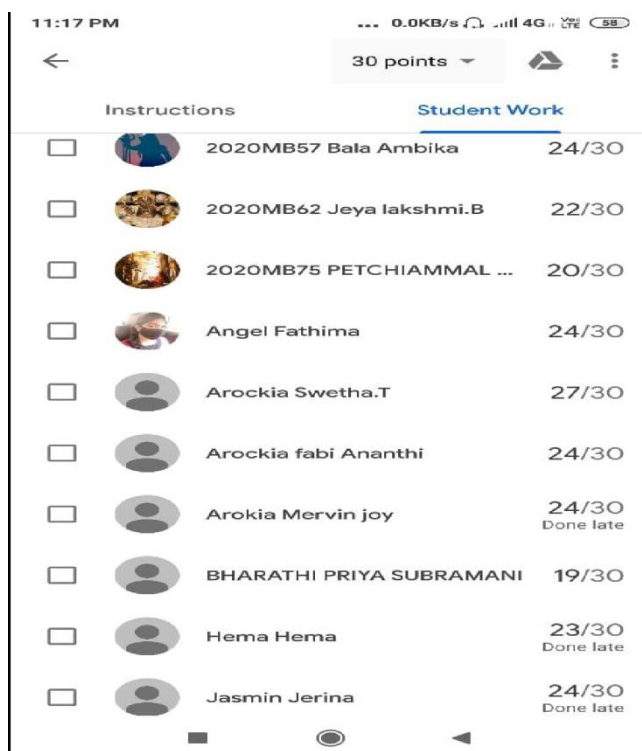 11:17 PM ... 0.0KB/s 4G Vo LTE 58
30 points
Instructions Student Work
2020MB57 Bala Ambika 24/30
2020MB62 Jeya lakshmi.B 22/30
2020MB75 PETCHIAMMAL ... 20/30
Angel Fathima 24/30
Arockia Swetha.T 27/30
Arockia fabi Ananthi 24/30
Arokia Mervin joy 24/30
Done late
BHARATHI PRIYA SUBRAMANI 19/30
Hema Hema 23/30
Done late
Jasmin Jerina 24/30
Done late